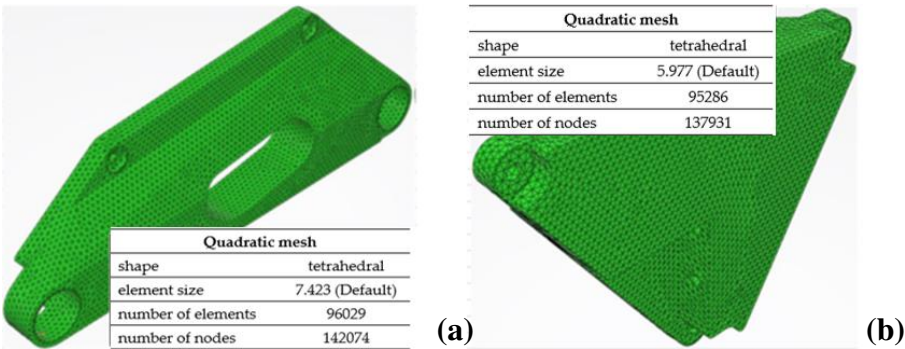 Quadratic mesh
shape tetrahedral
element size 7.423 (Default)
number of elements 96029
number of nodes 142074
(a)
Quadratic mesh
shape tetrahedral
element size 5.977 (Default)
number of elements 95286
number of nodes 137931
(b)